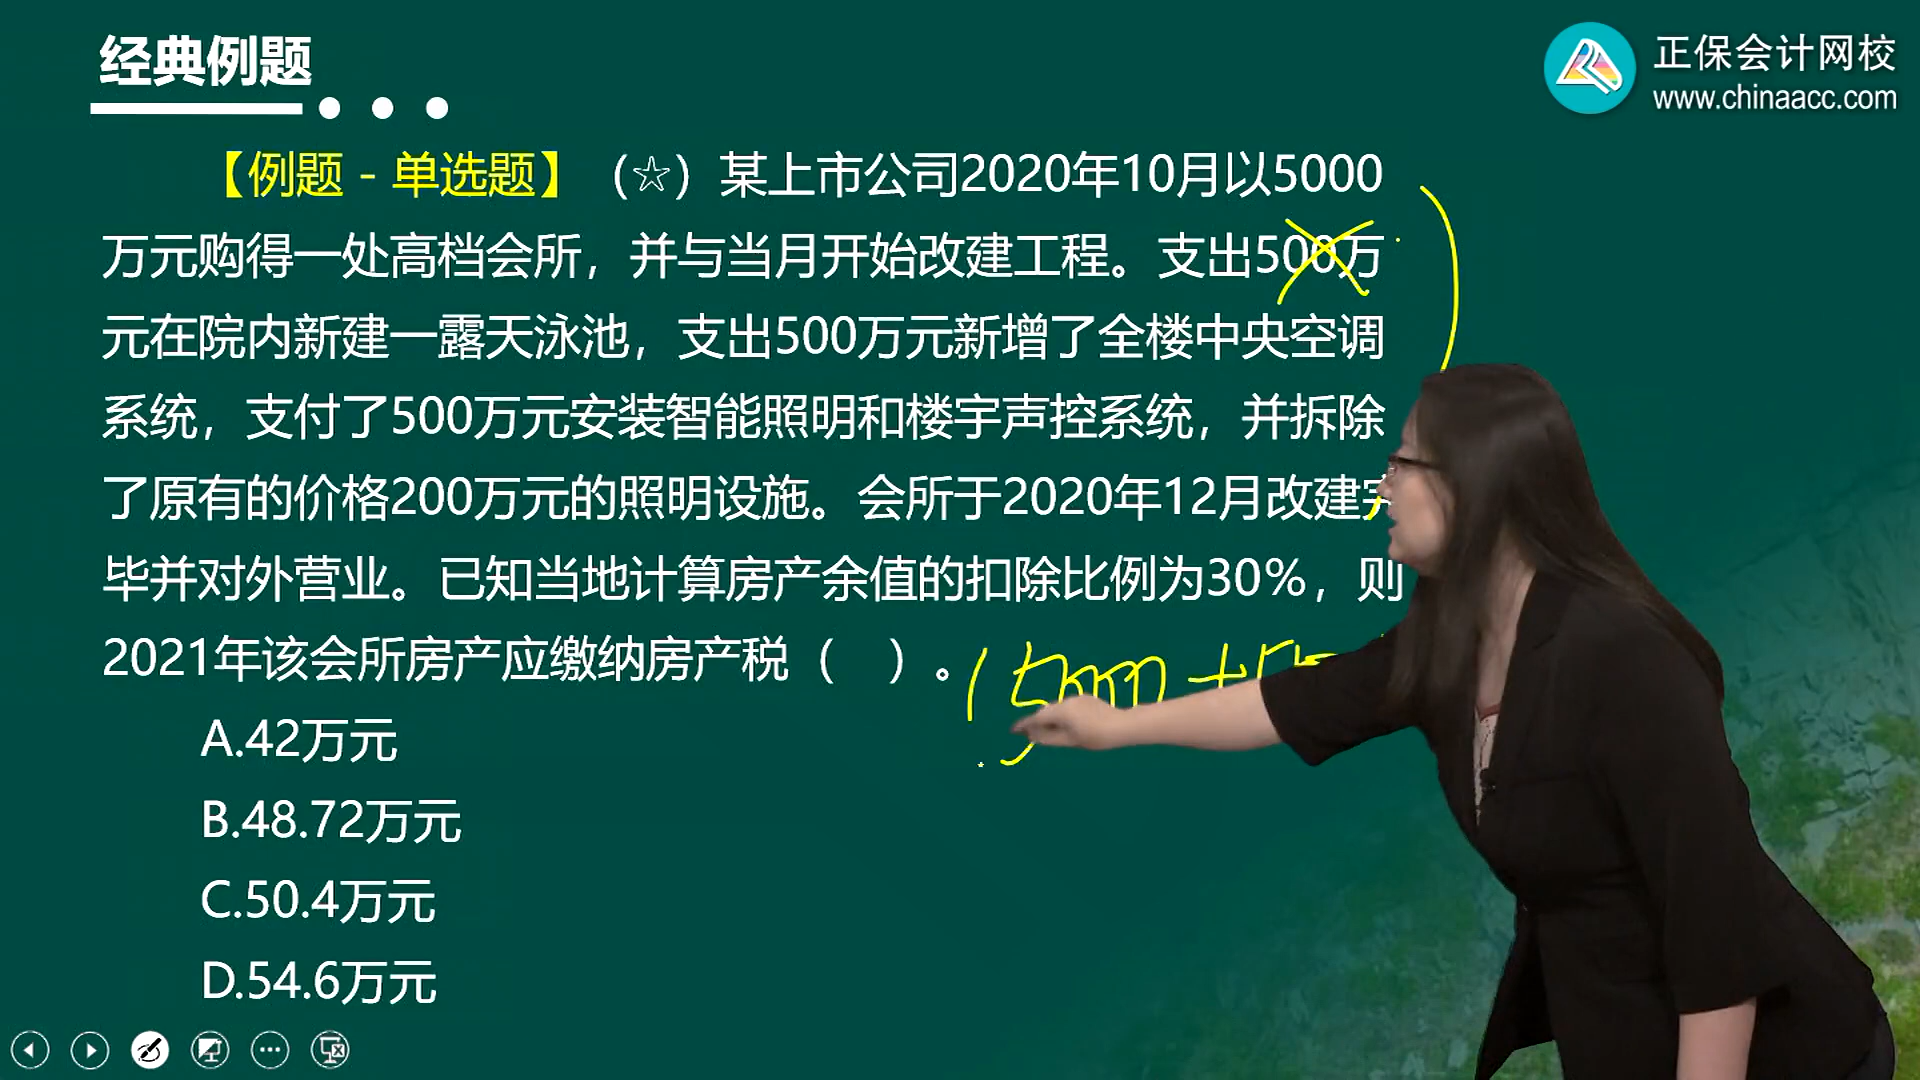 经典例题
正保会计网校
www.chinaacc.com
【例题－单选题】（☆）某上市公司2020年10月以5000
万元购得一处高档会所，并与当月开始改建工程。支出500万
元在院内新建一露天泳池，支出500万元新增了全楼中央空调
系统，支付了500万元安装智能照明和楼宇声控系统，并拆除
了原有的价格200万元的照明设施。会所于2020年12月改建完
毕并对外营业。已知当地计算房产余值的扣除比例为30%，则
2021年该会所房产应缴纳房产税（　）。
(5000+
A.42万元
B.48.72万元
C.50.4万元
D.54.6万元